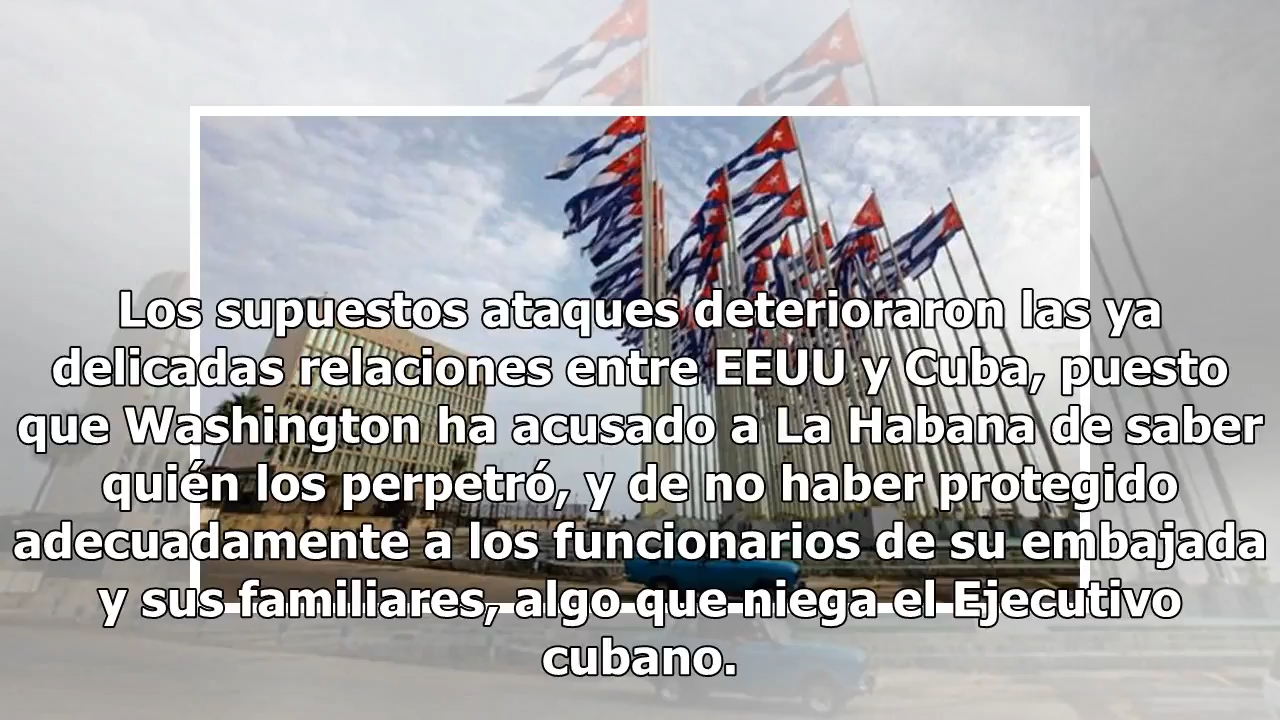 Los supuestos ataques deterioraron las ya
delicadas relaciones entre EEUU y Cuba, puesto
que Washington ha acusado a La Habana de saber
quién los perpetró, y de no haber protegido
adecuadamente a los funcionarios de su embajada
y sus familiares, algo que niega el Ejecutivo
cubano.